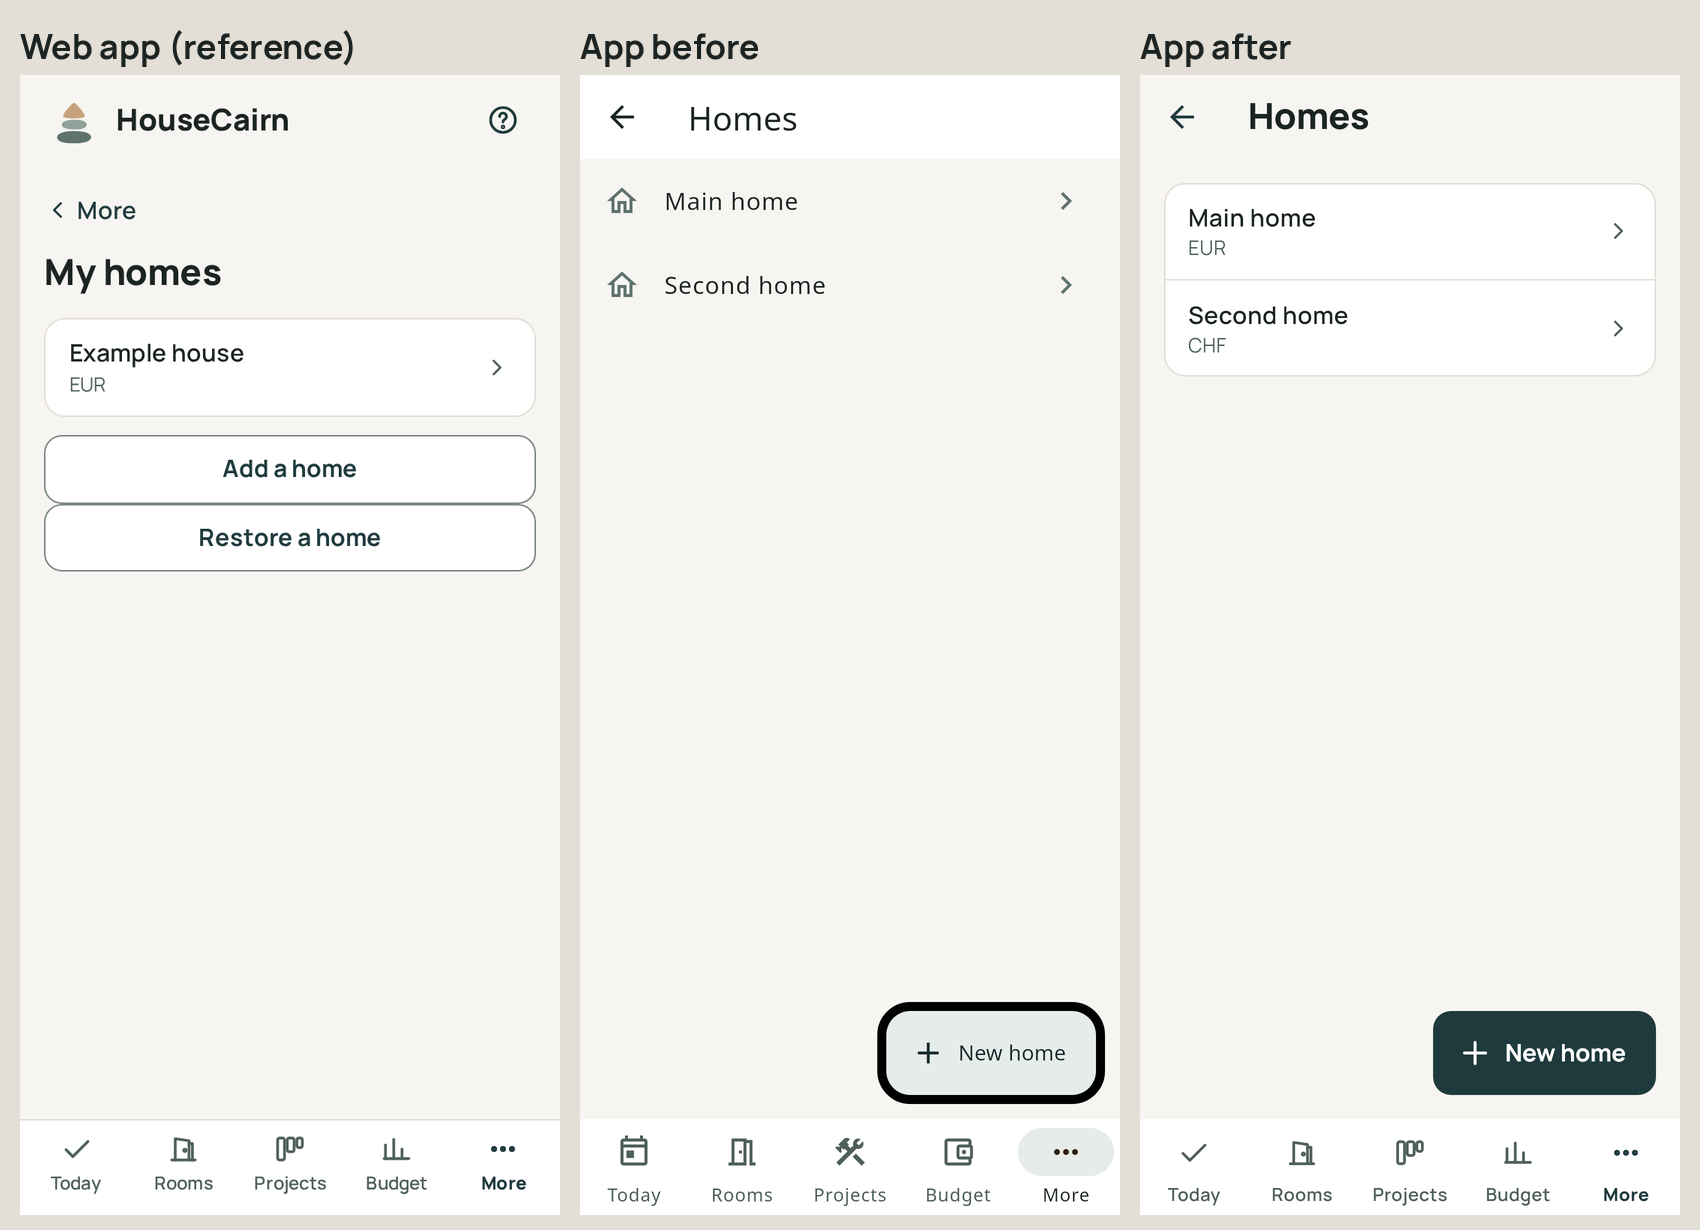 Web app (reference)
HouseCairn
More
My homes
Example house
EUR
Add a home
Restore a home
Today
Rooms
Projects
Budget
More
App before
Homes
Main home
Second home
New home
Today
Rooms
Projects
Budget
More
App after
Homes
Main home
EUR
Second home
CHF
New home
Today
Rooms
Projects
Budget
More